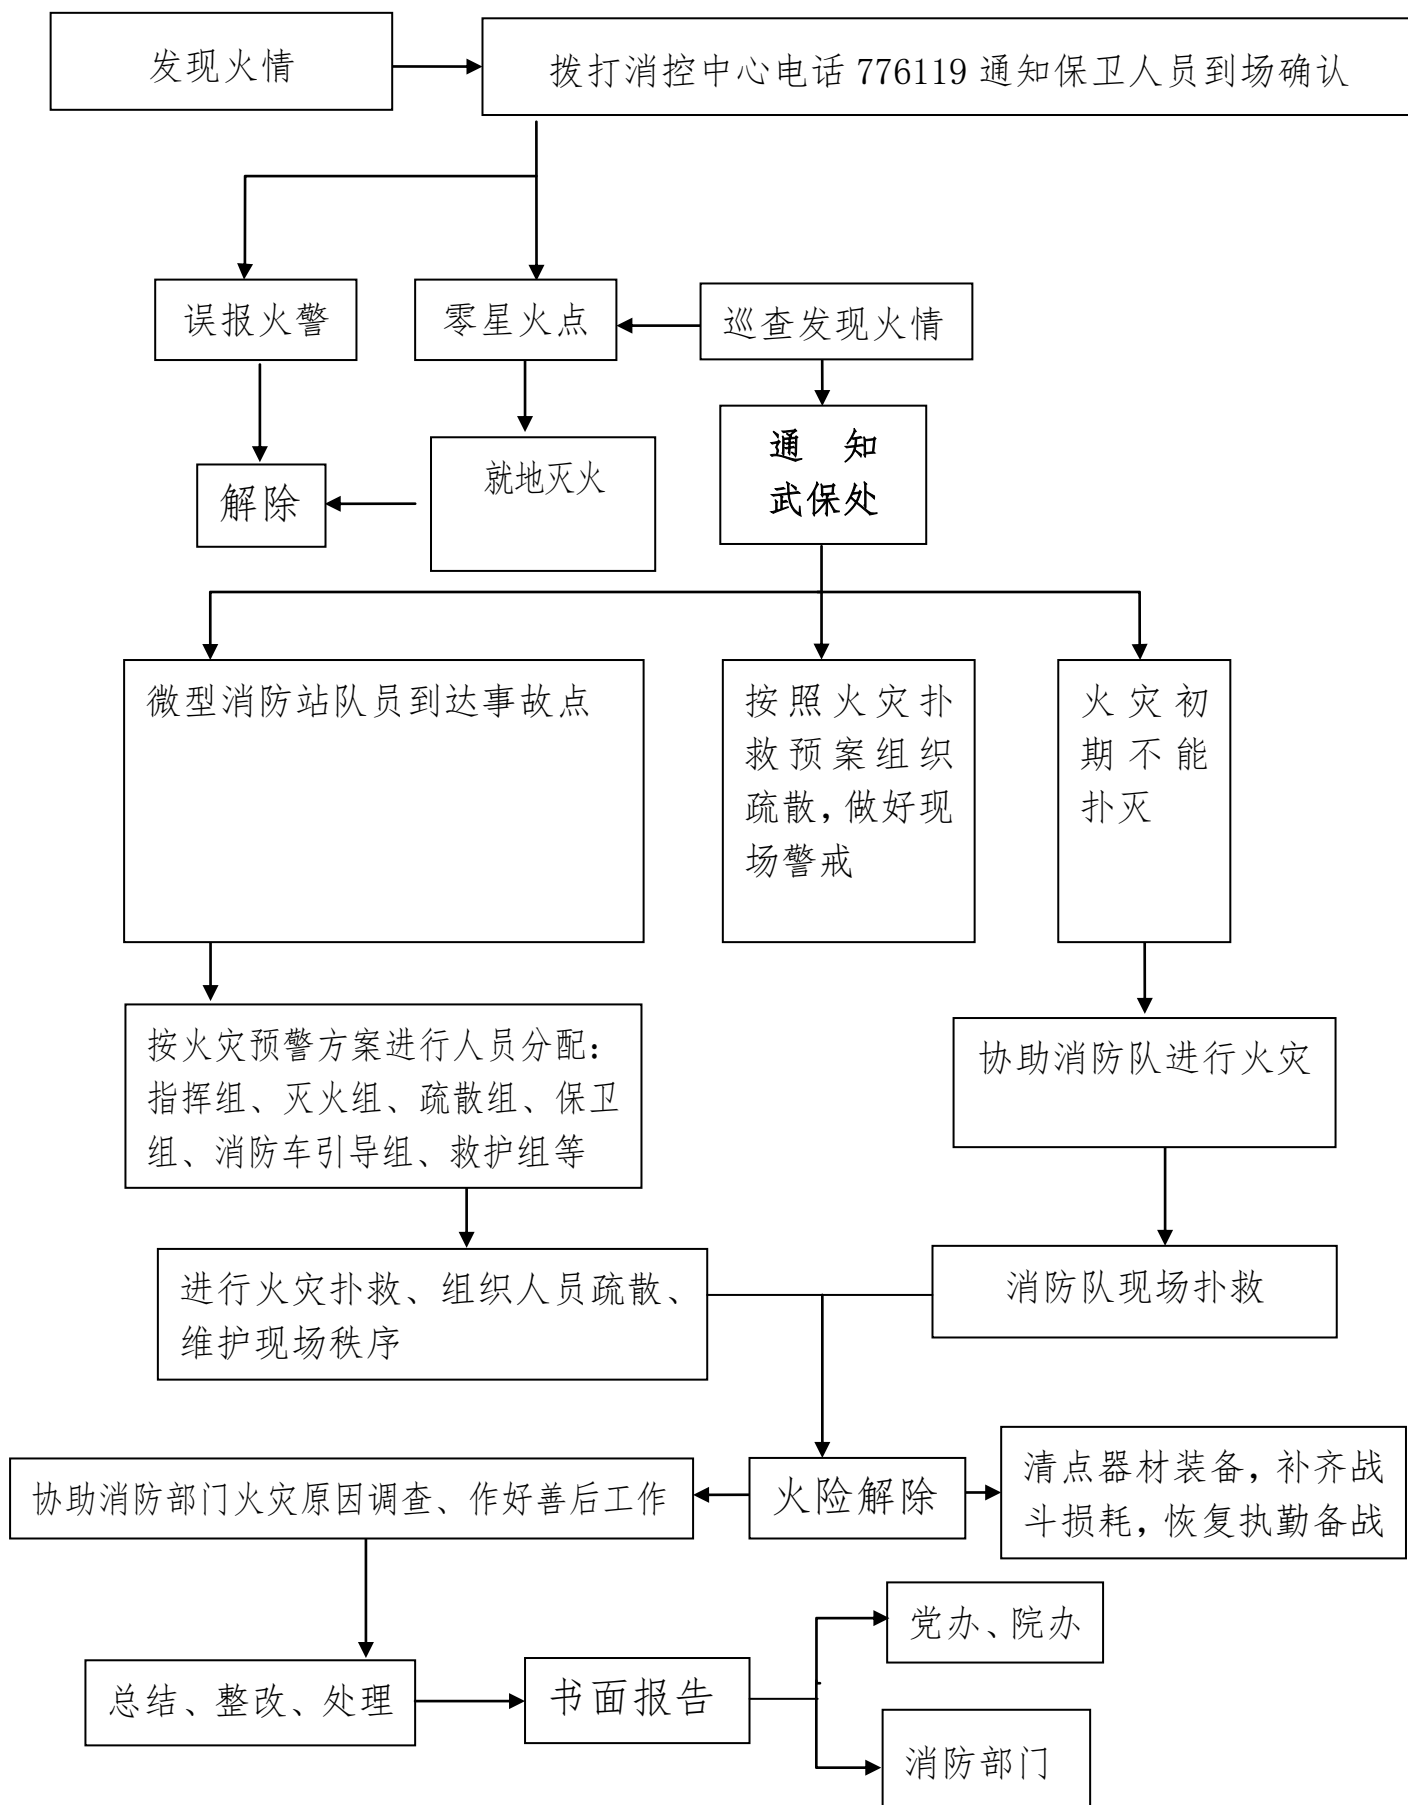 发现火情
拨打消控中心电话 776119 通知保卫人员到场确认
误报火警
零星火点
巡查发现火情
解除
就地灭火
通 知
武保处
微型消防站队员到达事故点
按照火灾扑
救预案组织
疏散，做好现
场警戒
火灾初
期不能
扑灭
按火灾预警方案进行人员分配：
指挥组、灭火组、疏散组、保卫
组、消防车引导组、救护组等
协助消防队进行火灾
进行火灾扑救、组织人员疏散、
维护现场秩序
消防队现场扑救
协助消防部门火灾原因调查、作好善后工作
火险解除
清点器材装备，补齐战
斗损耗，恢复执勤备战
总结、整改、处理
书面报告
党办、院办
消防部门